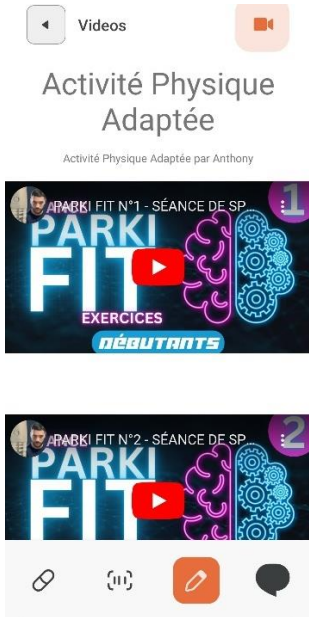 Videos
Activité Physique
Adaptée
Activité Physique Adaptée par Anthony
PARKI FIT N°1 - SÉANCE DE SP...
1
PARKI
FIT
EXERCICES
DÉBUTANTS
PARKI FIT N°2 - SÉANCE DE SP...
2
PARKI
FIT